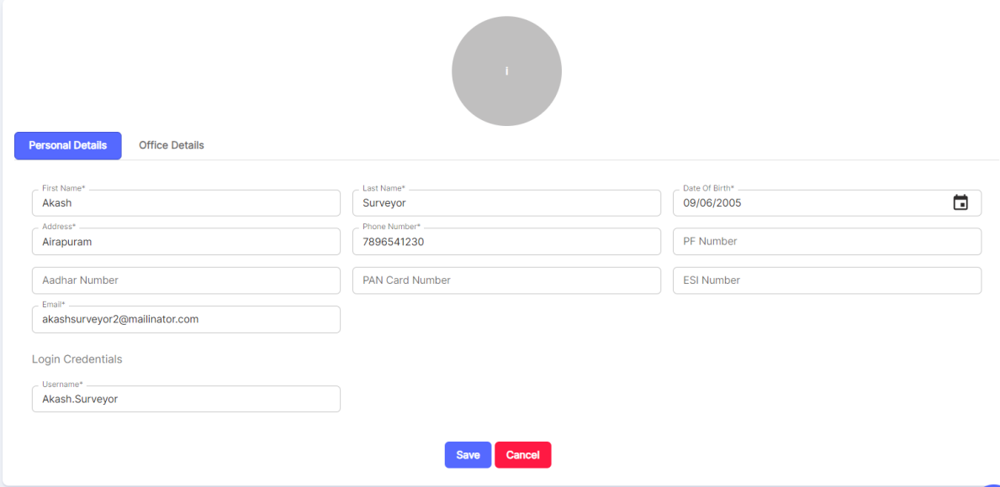 i
Personal Details Office Details
First Name* Last Name* Date Of Birth*
Akash Surveyor 09/06/2005
Address* Phone Number*
Airapuram 7896541230 PF Number
Aadhar Number PAN Card Number ESI Number
Email*
akashsurveyor2@mailinator.com
Login Credentials
Username*
Akash.Surveyor
Save Cancel